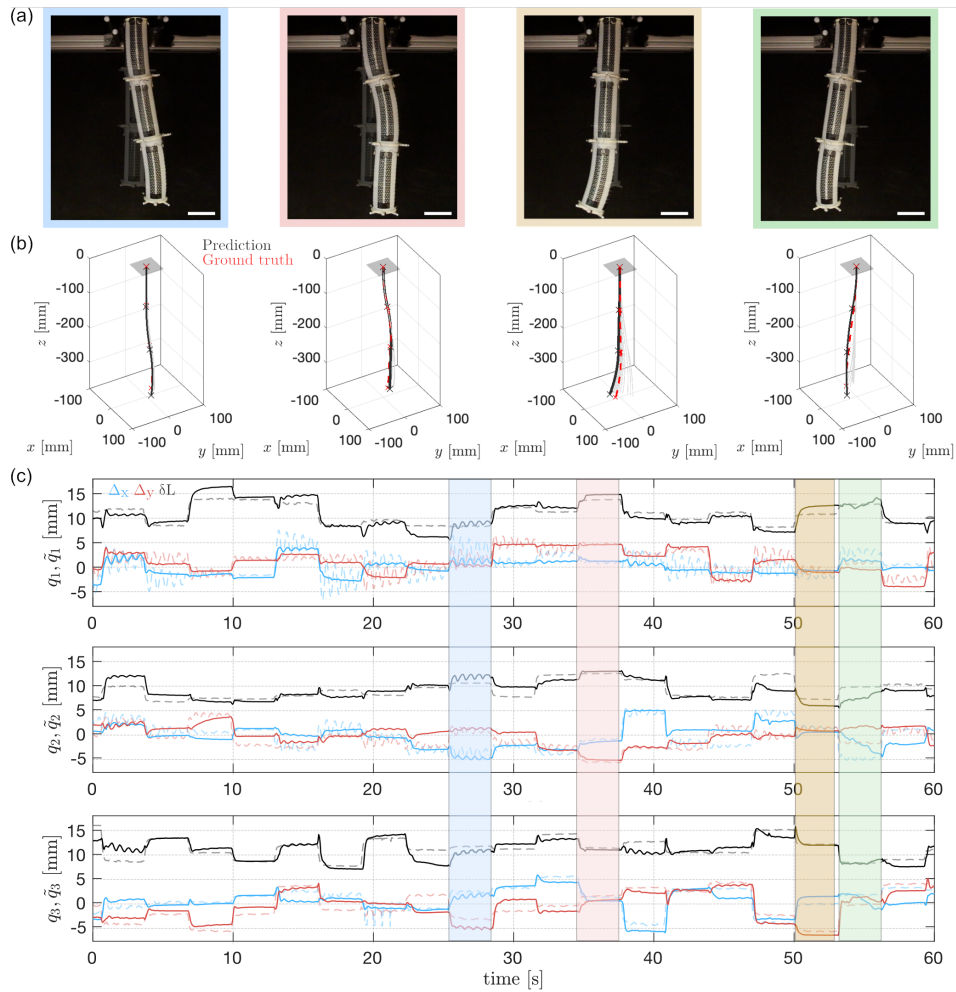 (a)
(b)
Prediction
Ground truth
0
-100
-200
-300
z [mm]
-100
0
100
x [mm]
-100
0
100
y [mm]
0
-100
-200
-300
z [mm]
-100
0
100
x [mm]
-100
0
100
y [mm]
0
-100
-200
-300
z [mm]
-100
0
100
x [mm]
-100
0
100
y [mm]
0
-100
-200
-300
z [mm]
-100
0
100
x [mm]
-100
0
100
y [mm]
(c)
Δx Δy δL
q₁, q̃₁ [mm]
15
10
5
0
-5
0 10 20 30 40 50 60
q₂, q̃₂ [mm]
15
10
5
0
-5
0 10 20 30 40 50 60
q₃, q̃₃ [mm]
15
10
5
0
-5
0 10 20 30 40 50 60
time [s]